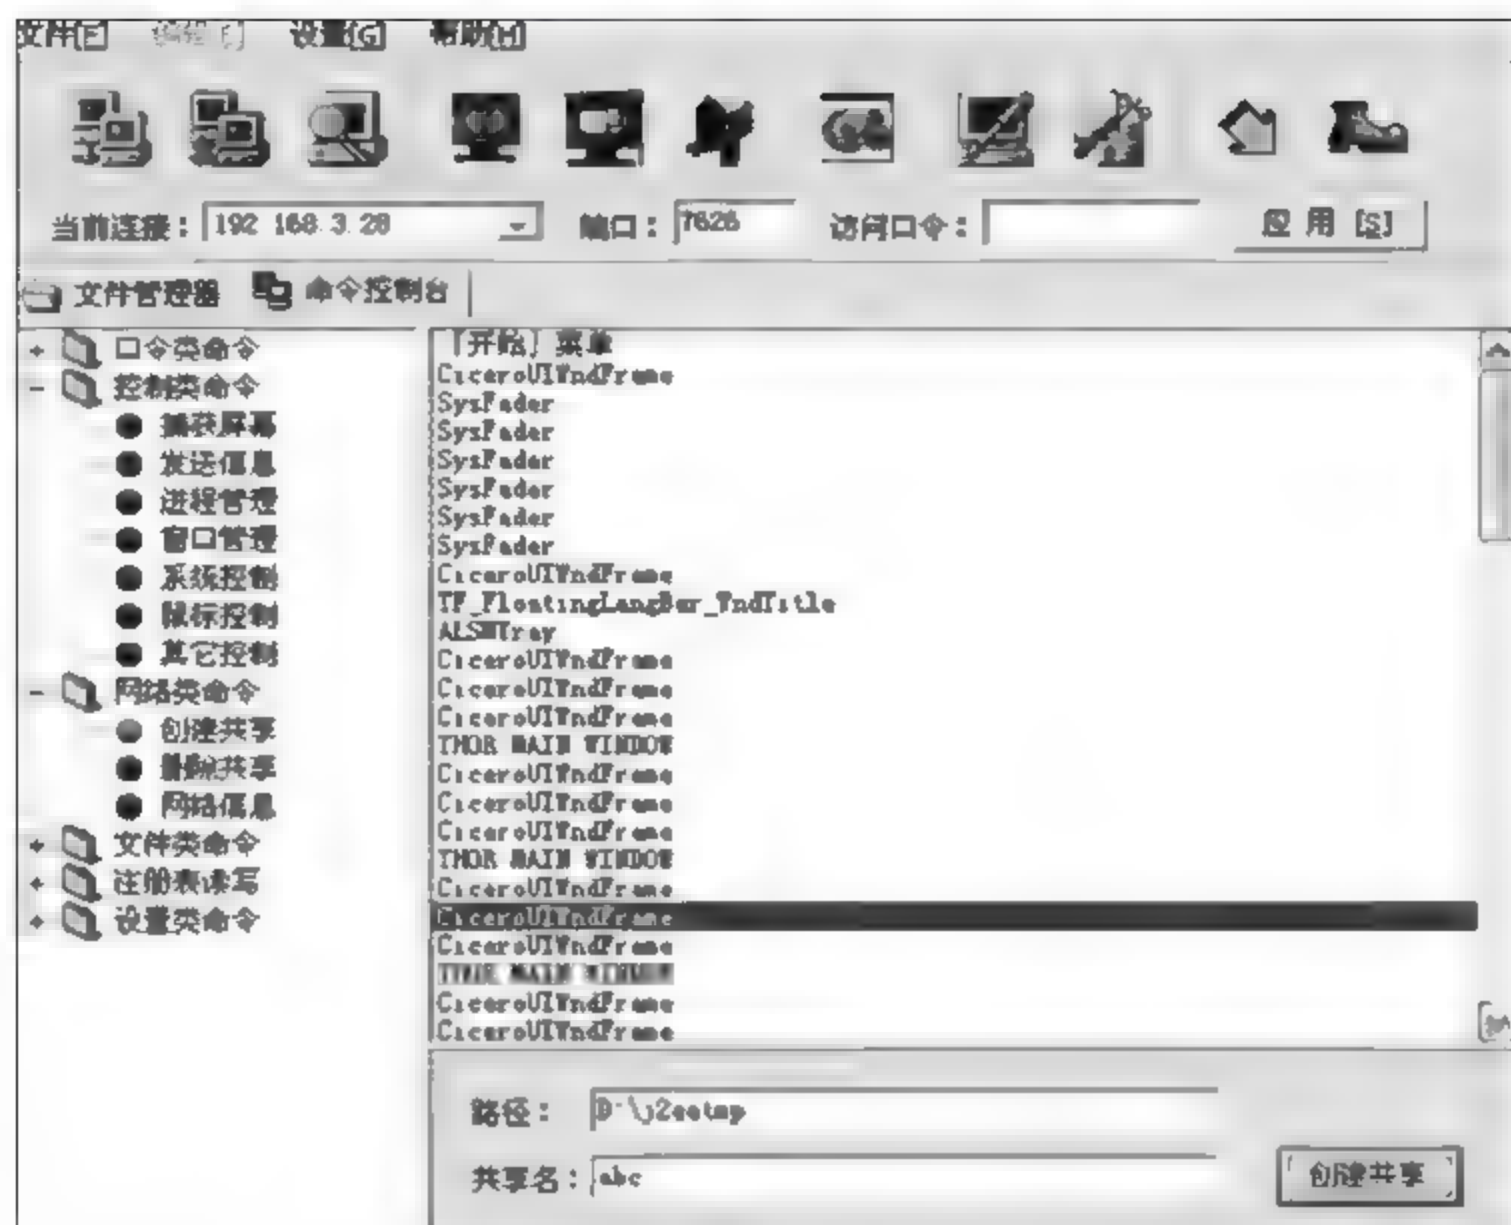 文件[F] 编辑[E] 设置[G] 帮助[H]
当前连接： 192.168.3.28 端口： 7626 访问口令： 应用 [S]
文件管理器 命令控制台
口令类命令
控制类命令
捕获屏幕
发送信息
进程管理
窗口管理
系统控制
鼠标控制
其它控制
网络类命令
创建共享
删除共享
网络信息
文件类命令
注册表读写
设置类命令
「开始」菜单
CiceroUIWndFrame
SysFader
SysFader
SysFader
SysFader
SysFader
SysFader
CiceroUIWndFrame
TF_FloatingLangBar_WndTitle
CiceroUIWndFrame
CiceroUIWndFrame
CiceroUIWndFrame
THOR MAIN WINDOW
CiceroUIWndFrame
CiceroUIWndFrame
CiceroUIWndFrame
THOR MAIN WINDOW
CiceroUIWndFrame
CiceroUIWndFrame
CiceroUIWndFrame
CiceroUIWndFrame
CiceroUIWndFrame
路径： D:\j2eetmp
共享名： abc 创建共享